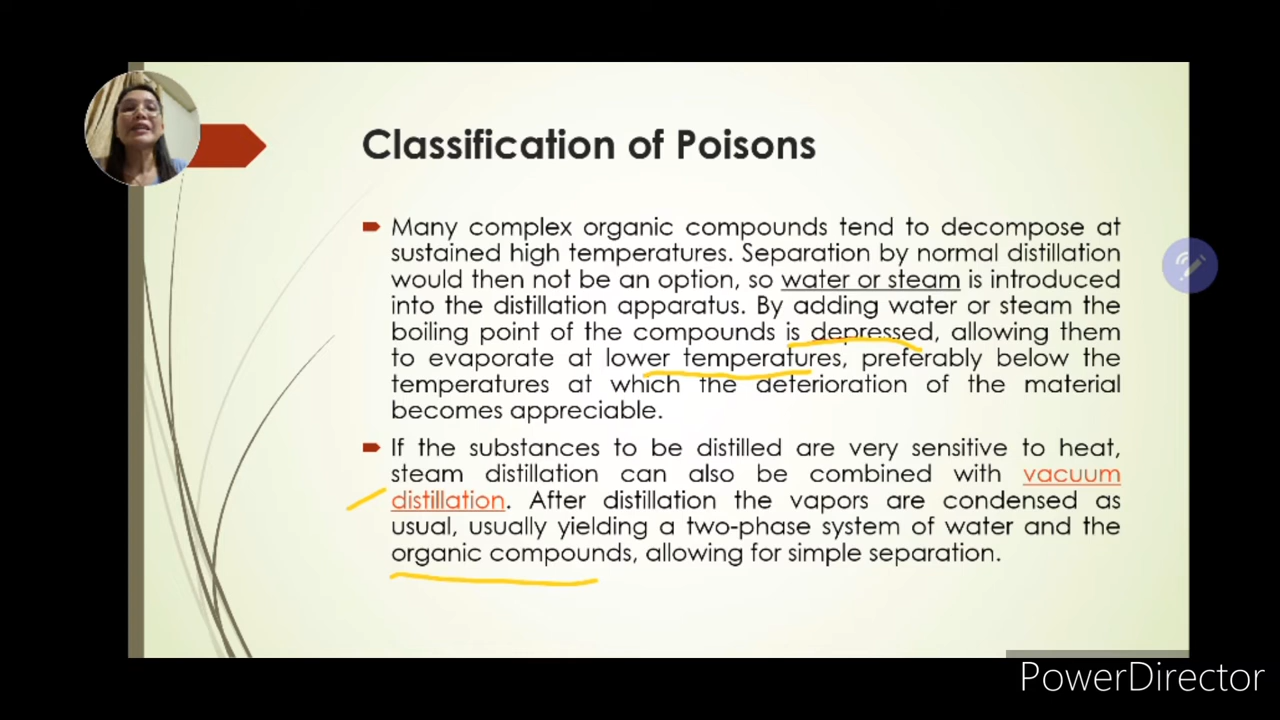 Classification of Poisons
Many complex organic compounds tend to decompose at
sustained high temperatures. Separation by normal distillation
would then not be an option, so water or steam is introduced
into the distillation apparatus. By adding water or steam the
boiling point of the compounds is depressed, allowing them
to evaporate at lower temperatures, preferably below the
temperatures at which the deterioration of the material
becomes appreciable.
If the substances to be distilled are very sensitive to heat,
steam distillation can also be combined with vacuum
distillation. After distillation the vapors are condensed as
usual, usually yielding a two-phase system of water and the
organic compounds, allowing for simple separation.
PowerDirector